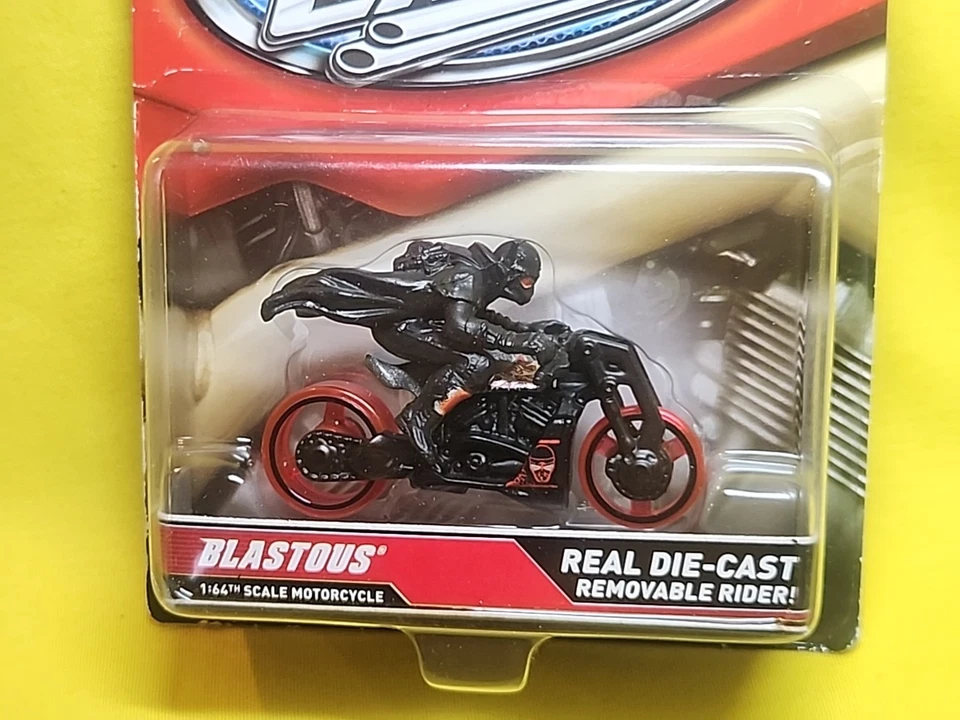 BLASTOUS®
1:64TH SCALE MOTORCYCLE
REAL DIE-CAST
REMOVABLE RIDER!